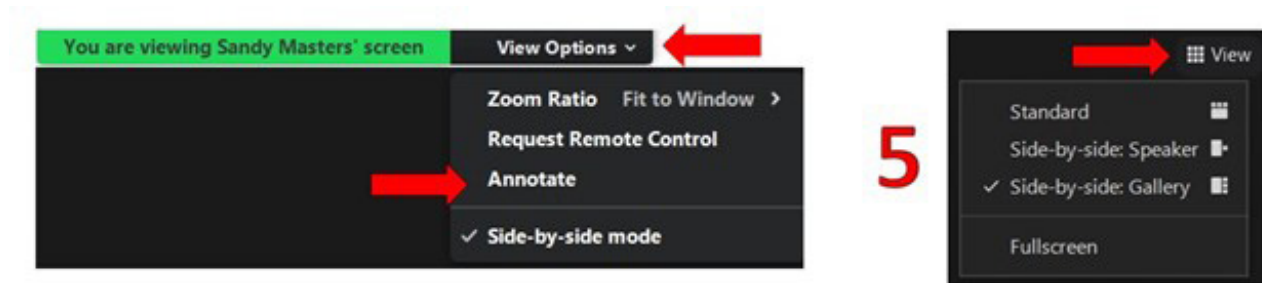 You are viewing Sandy Masters' screen View Options
Zoom Ratio Fit to Window >
Request Remote Control
Annotate
✓ Side-by-side mode
5
View
Standard
Side-by-side: Speaker
✓ Side-by-side: Gallery
Fullscreen